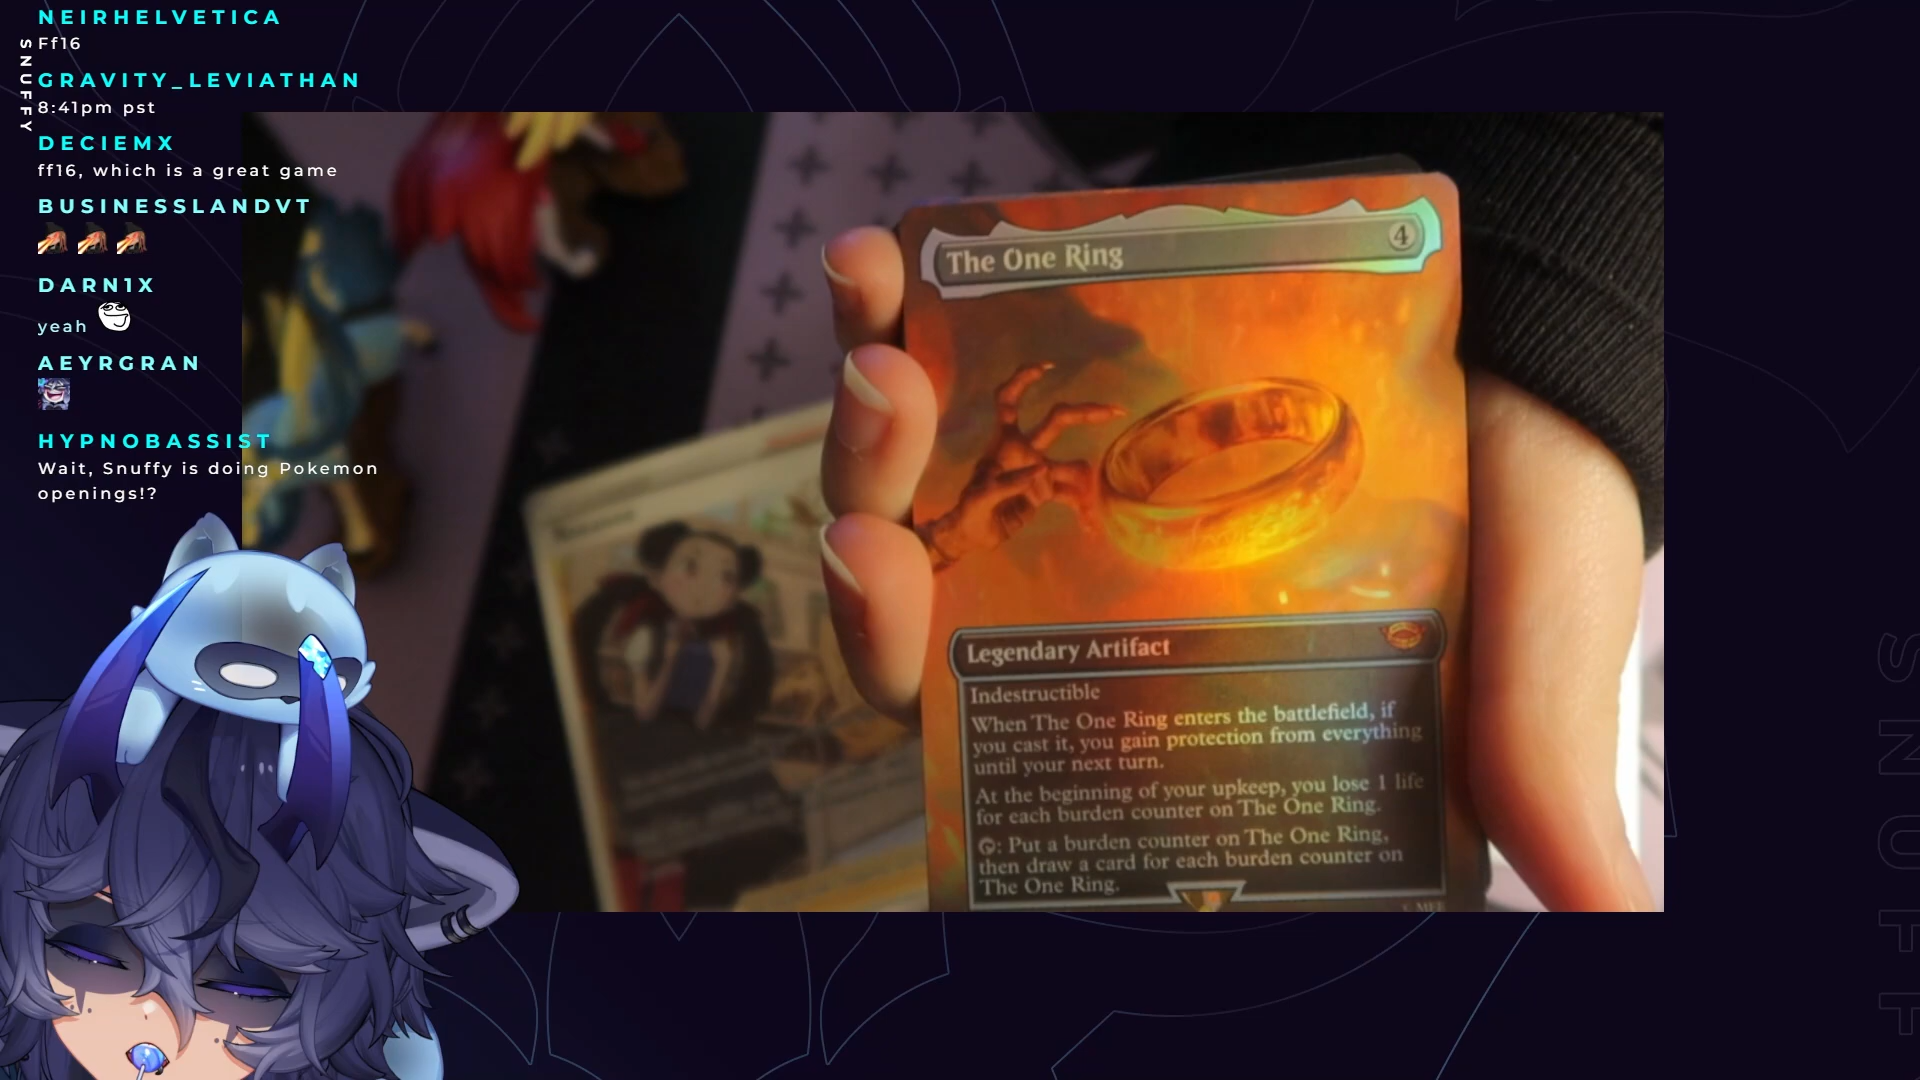 NEIRHELVETICA
Ff16
SNUFFY
GRAVITY_LEVIATHAN
8:41pm pst
DECIEMX
ff16, which is a great game
BUSINESSLANDVT
DARN1X
yeah
AEYRGRAN
HYPNOBASSIST
Wait, Snuffy is doing Pokemon
openings!?
The One Ring
4
Legendary Artifact
Indestructible
When The One Ring enters the battlefield, if
you cast it, you gain protection from everything
until your next turn.
At the beginning of your upkeep, you lose 1 life
for each burden counter on The One Ring.
: Put a burden counter on The One Ring,
then draw a card for each burden counter on
The One Ring.
SNUFF